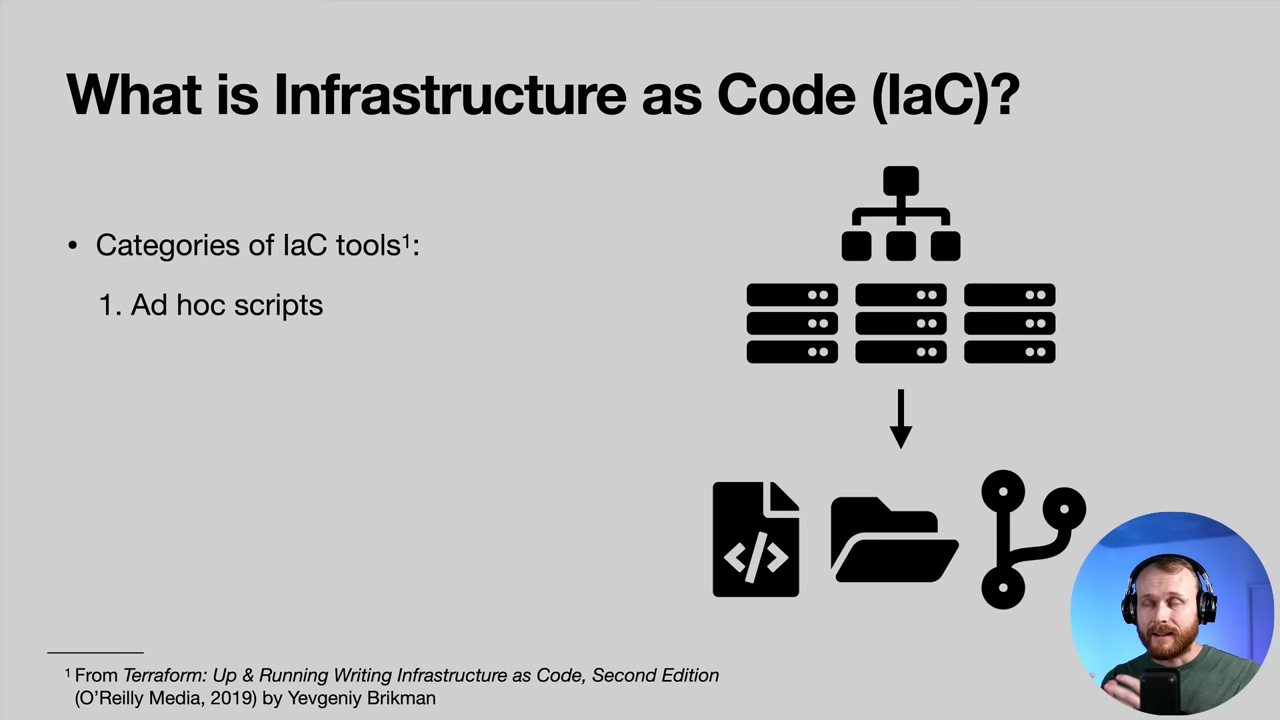 What is Infrastructure as Code (IaC)?
• Categories of IaC tools¹:
1. Ad hoc scripts
</>
¹ From Terraform: Up & Running Writing Infrastructure as Code, Second Edition
(O’Reilly Media, 2019) by Yevgeniy Brikman